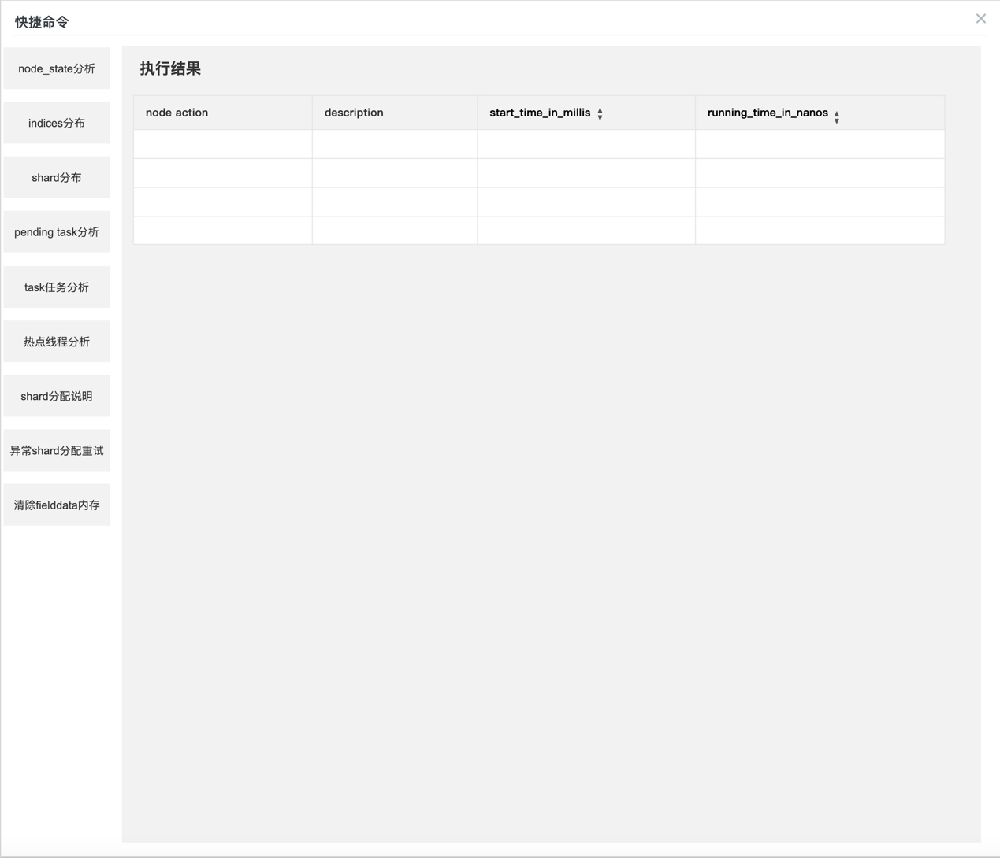 快捷命令
node_state分析
indices分布
shard分布
pending task分析
task任务分析
热点线程分析
shard分配说明
异常shard分配重试
清除fielddata内存
执行结果
node action description start_time_in_millis running_time_in_nanos